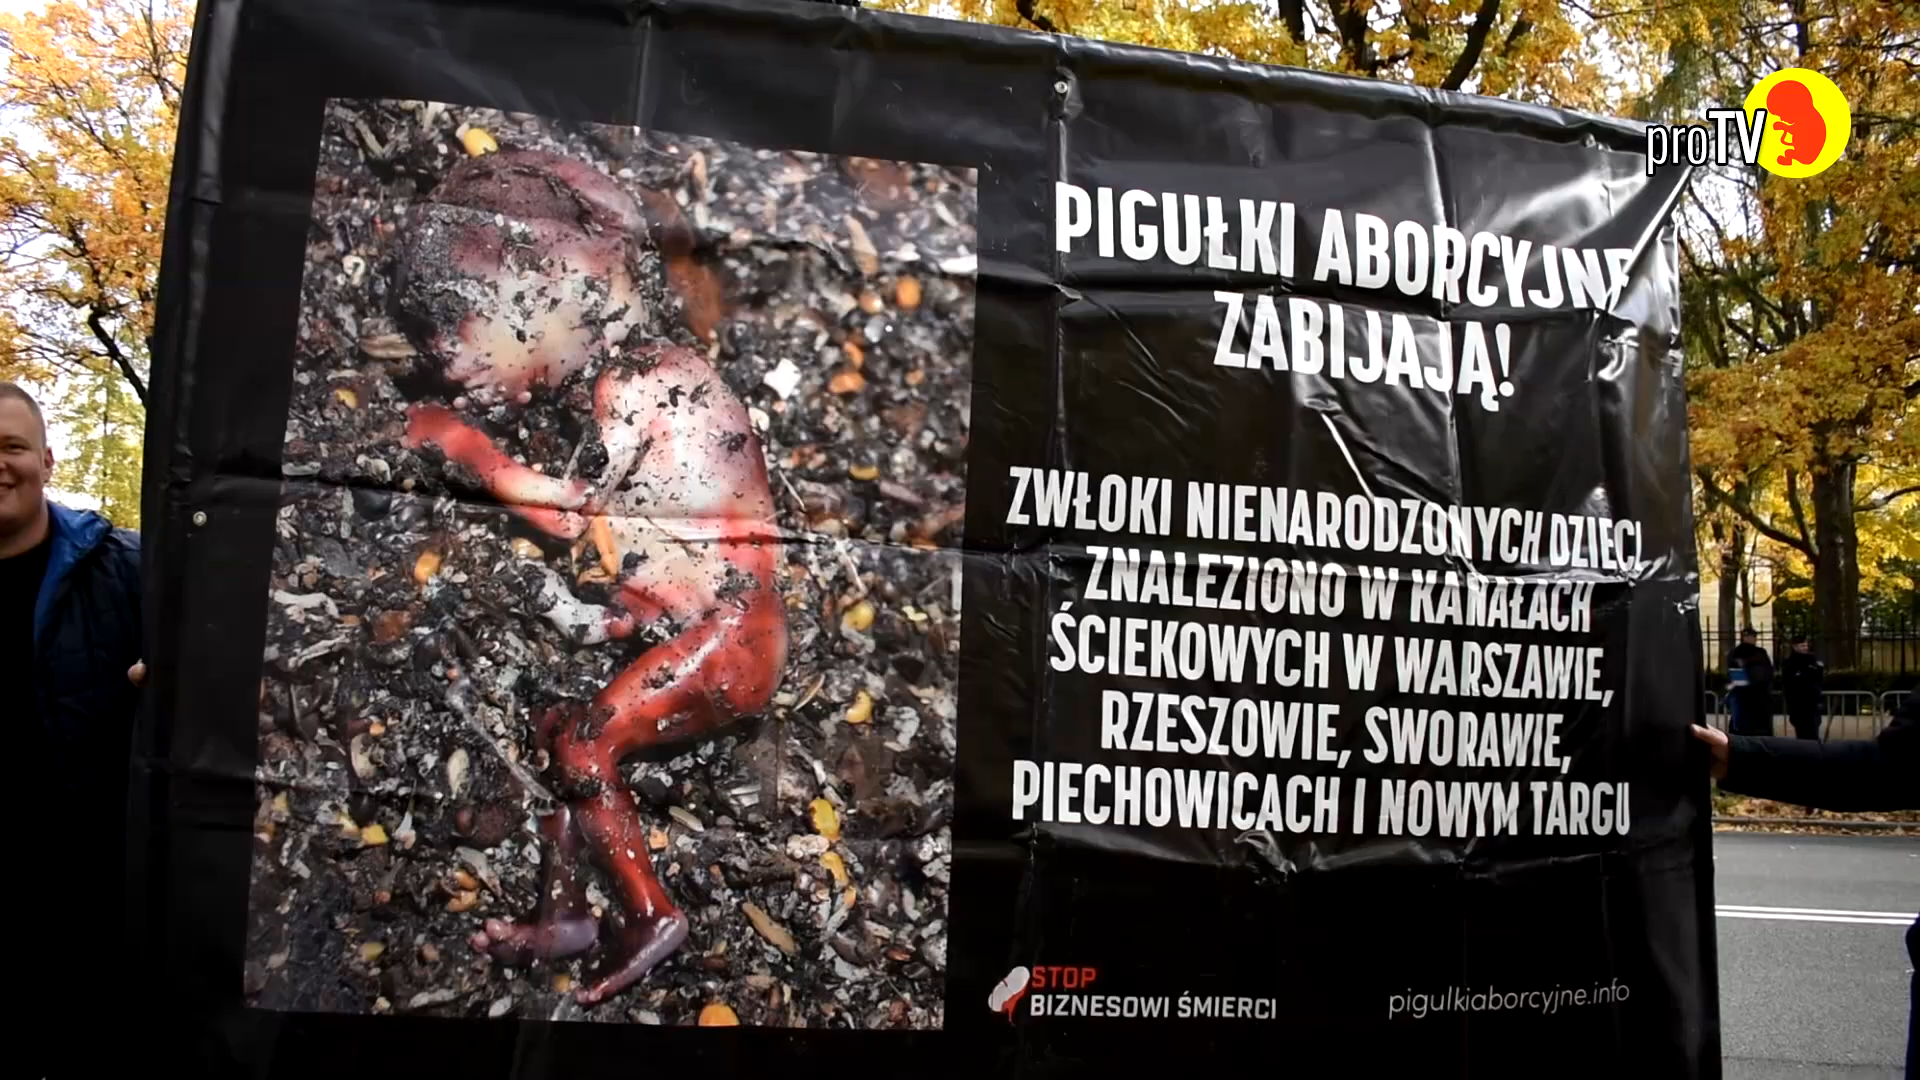 proTV
PIGUŁKI ABORCYJNE
ZABIJAJĄ!
ZWŁOKI NIENARODZONYCH DZIECI
ZNALEZIONO W KANAŁACH
ŚCIEKOWYCH W WARSZAWIE,
RZESZOWIE, SWORAWIE,
PIECHOWICACH I NOWYM TARGU
STOP
BIZNESOWI ŚMIERCI
pigulkiaborcyjne.info